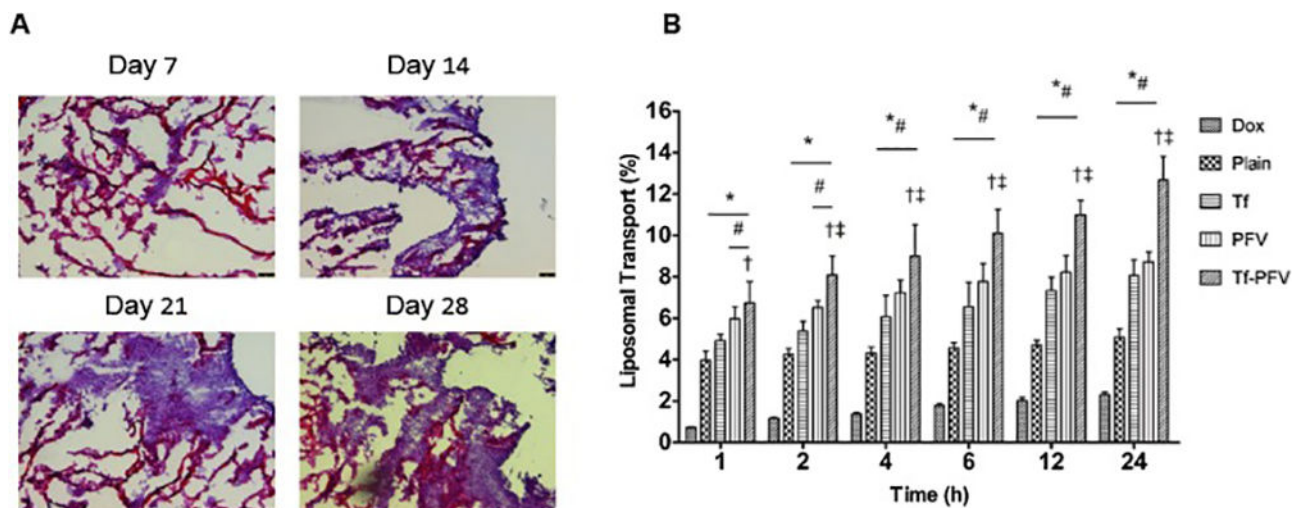 A
Day 7
Day 14
Day 21
Day 28
B
Liposomal Transport (%)
16
14
12
10
8
6
4
2
0
*
#
†
*
#
†‡
*#
†‡
*#
†‡
*#
†‡
*#
†‡
1 2 4 6 12 24
Time (h)
Dox
Plain
Tf
PFV
Tf-PFV